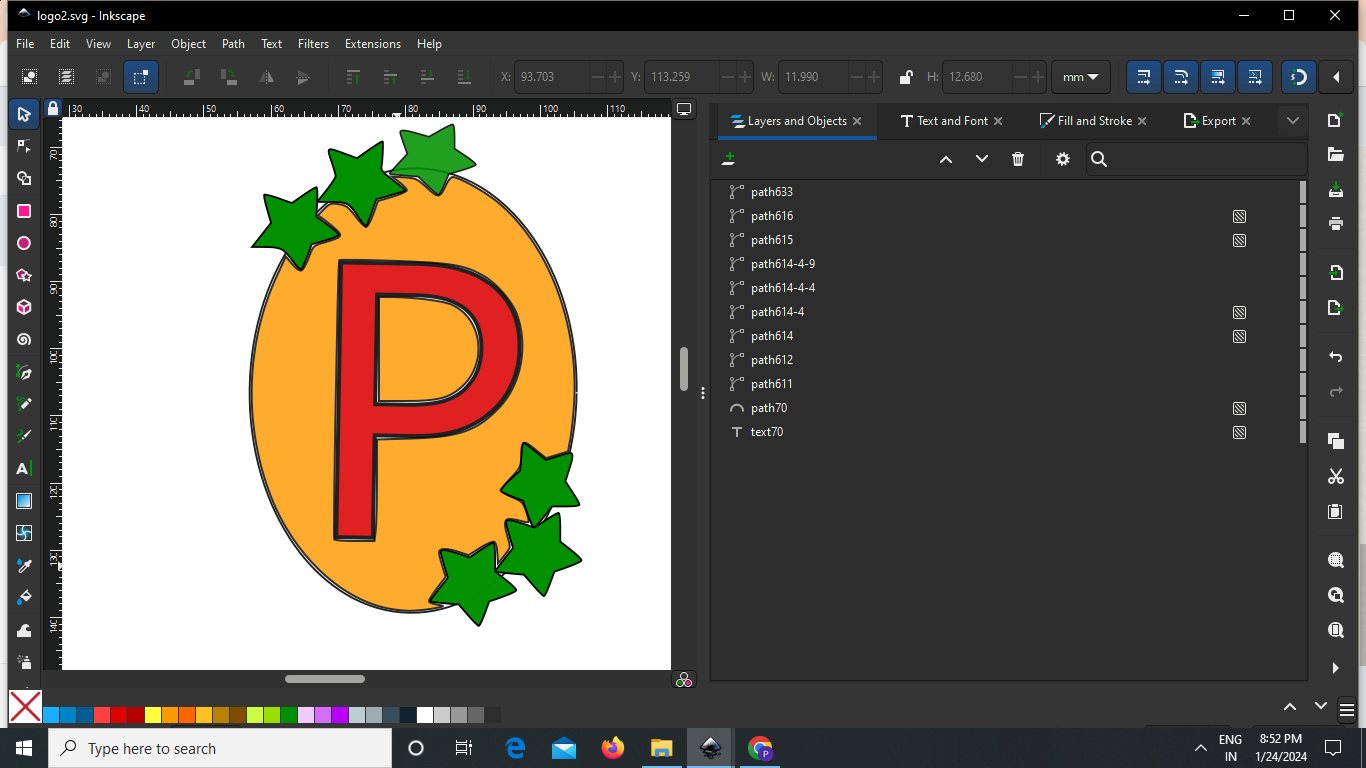 logo2.svg - Inkscape
File Edit View Layer Object Path Text Filters Extensions Help
X: 93.703 Y: 113.259 W: 11.990 H: 12.680 mm
30 40 50 60 70 80 90 100 110
Layers and Objects Text and Font Fill and Stroke Export
70
80
90
100
110
120
130
140
P
path633
path616
path615
path614-4-9
path614-4-4
path614-4
path614
path612
path611
path70
text70
A
Type here to search
P
ENG
IN
8:52 PM
1/24/2024